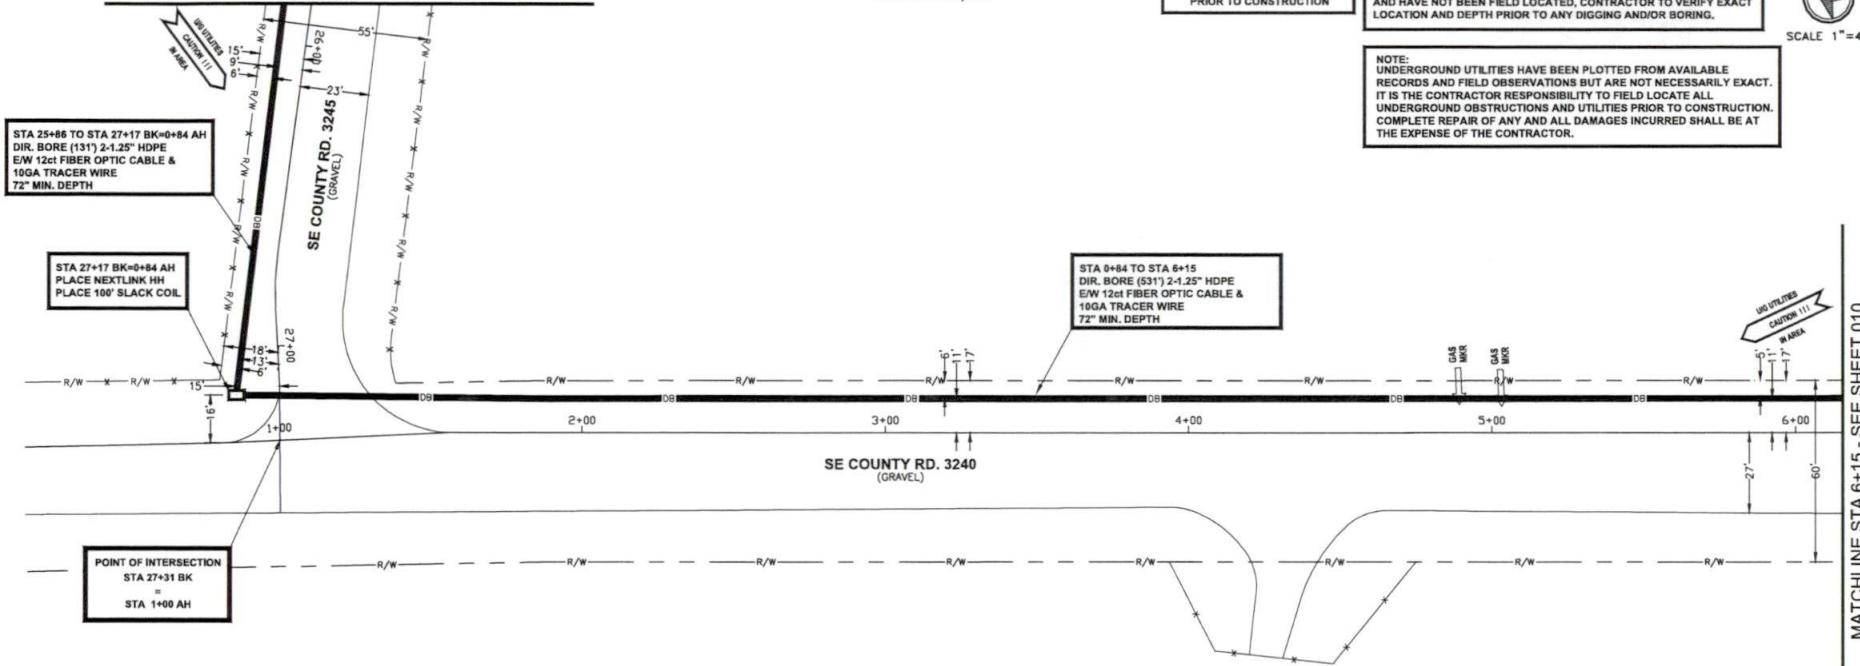 PRIOR TO CONSTRUCTION
AND HAVE NOT BEEN FIELD LOCATED, CONTRACTOR TO VERIFY EXACT
LOCATION AND DEPTH PRIOR TO ANY DIGGING AND/OR BORING.
SCALE 1"=4
NOTE:
UNDERGROUND UTILITIES HAVE BEEN PLOTTED FROM AVAILABLE
RECORDS AND FIELD OBSERVATIONS BUT ARE NOT NECESSARILY EXACT.
IT IS THE CONTRACTOR RESPONSIBILITY TO FIELD LOCATE ALL
UNDERGROUND OBSTRUCTIONS AND UTILITIES PRIOR TO CONSTRUCTION.
COMPLETE REPAIR OF ANY AND ALL DAMAGES INCURRED SHALL BE AT
THE EXPENSE OF THE CONTRACTOR.
U/G UTILITIES
CAUTION !!!
IN AREA
15'
9'
6'
55'
26+00
23'
R/W
R/W
R/W
R/W
R/W
R/W
R/W
R/W
R/W
R/W
DB
SE COUNTY RD. 3245
(GRAVEL)
STA 25+86 TO STA 27+17 BK=0+84 AH
DIR. BORE (131') 2-1.25" HDPE
E/W 12ct FIBER OPTIC CABLE &
10GA TRACER WIRE
72" MIN. DEPTH
STA 27+17 BK=0+84 AH
PLACE NEXTLINK HH
PLACE 100' SLACK COIL
STA 0+84 TO STA 6+15
DIR. BORE (531') 2-1.25" HDPE
E/W 12ct FIBER OPTIC CABLE &
10GA TRACER WIRE
72" MIN. DEPTH
U/G UTILITIES
CAUTION !!!
IN AREA
27+00
18'
13'
6'
15'
16'
6'
11'
17'
GAS
MKR
GAS
MKR
5'
11'
17'
R/W R/W R/W R/W R/W R/W R/W R/W R/W
DB DB DB DB DB DB
1+00 2+00 3+00 4+00 5+00 6+00
SE COUNTY RD. 3240
(GRAVEL)
27'
60'
R/W R/W R/W R/W R/W R/W R/W R/W
POINT OF INTERSECTION
STA 27+31 BK
=
STA 1+00 AH
MATCHLINE STA 6+15 - SEE SHEET 010